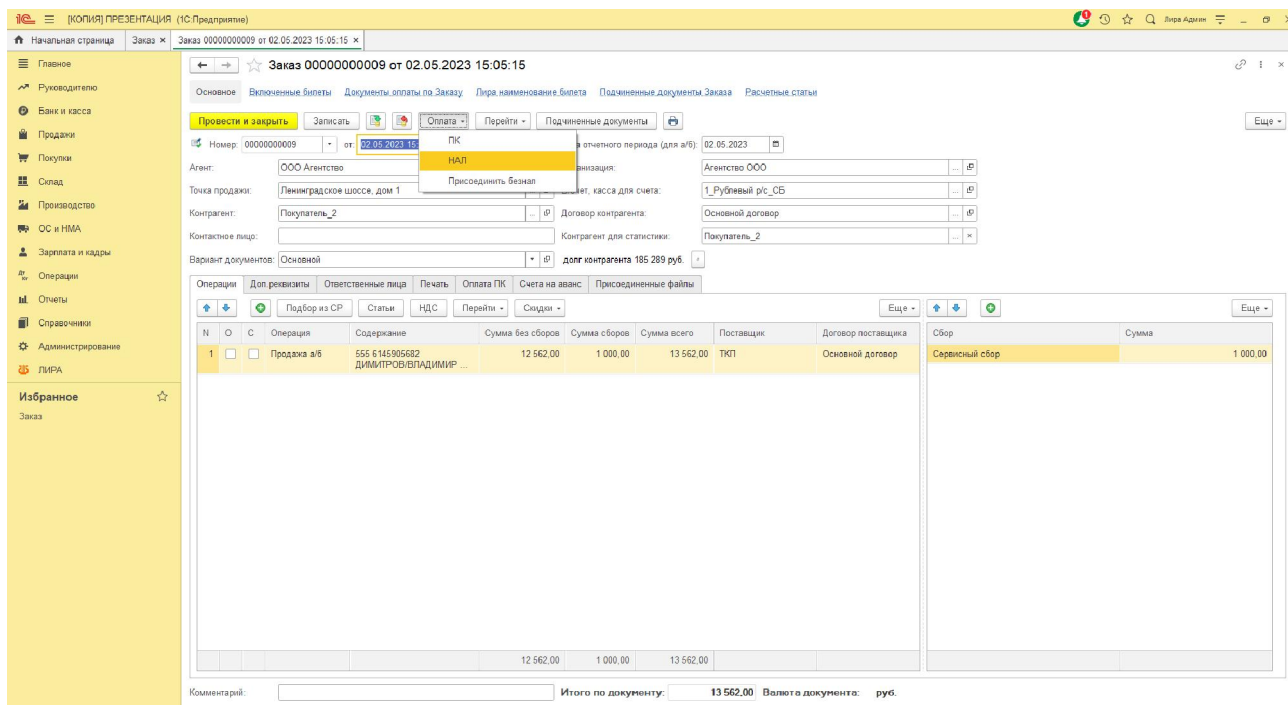 1С [КОПИЯ] ПРЕЗЕНТАЦИЯ (1С:Предприятие) 9 Лира Админ
Начальная страница Заказ × Заказ 00000000009 от 02.05.2023 15:05:15 ×
Главное
Руководителю
Банк и касса
Продажи
Покупки
Склад
Производство
ОС и НМА
Зарплата и кадры
Операции
Отчеты
Справочники
Администрирование
ЛИРА
Избранное
Заказ
Заказ 00000000009 от 02.05.2023 15:05:15
Основное Включенные билеты Документы оплаты по Заказу Лира наименование билета Подчиненные документы Заказа Расчетные статьи
Провести и закрыть Записать Оплата Перейти Подчиненные документы Еще
ПК
НАЛ
Присоединить безнал
Номер: 00000000009 от: 02.05.2023 15: отчетного периода (для а/б): 02.05.2023
Агент: ООО Агентство Агентство ООО
Точка продажи: Ленинградское шоссе, дом 1 касса для счета: 1_Рублевый р/с_СБ
Контрагент: Покупатель_2 Договор контрагента: Основной договор
Контактное лицо: Контрагент для статистики: Покупатель_2
Вариант документов: Основной долг контрагента 185 289 руб.
Операции Доп.реквизиты Ответственные лица Печать Оплата ПК Счета на аванс Присоединенные файлы
Подбор из СР Статьи НДС Перейти Скидки Еще Еще
N О С Операция Содержание Сумма без сборов Сумма сборов Сумма всего Поставщик Договор поставщика Сбор Сумма
1 Продажа а/б 555 6145905682 12 562,00 1 000,00 13 562,00 ТКП Основной договор Сервисный сбор 1 000,00
ДИМИТРОВ/ВЛАДИМИР ...
12 562,00 1 000,00 13 562,00
Комментарий: Итого по документу: 13 562,00 Валюта документа: руб.